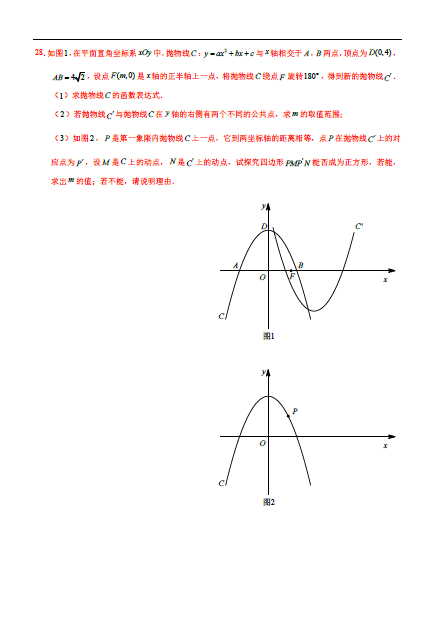 28.如图1,在平面直角坐标系xOy中,抛物线C:y=ax²+bx+c与x轴相交于A,B两点,顶点为D(0,4),
AB=4√2,设点F(m,0)是x轴的正半轴上一点,将抛物线C绕点F旋转180°,得到新的抛物线C′.
(1)求抛物线C的函数表达式.
(2)若抛物线C′与抛物线C在y轴的右侧有两个不同的公共点,求m的取值范围;
(3)如图2,P是第一象限内抛物线C上一点,它到两坐标轴的距离相等,点P在抛物线C′上的对
应点为P′,设M是C上的动点,N是C′上的动点,试探究四边形PMP′N能否成为正方形,若能,
求出m的值;若不能,请说明理由.
y
D
C′
A
B
O
F
x
C
图1
y
P
O
x
C
图2